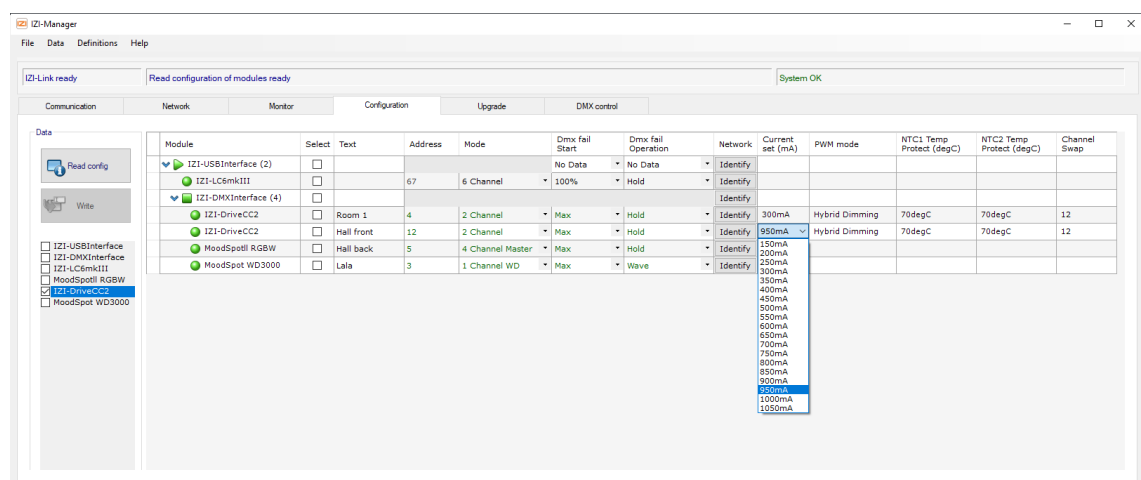 IZI IZI-Manager
File Data Definitions Help
IZI-Link ready Read configuration of modules ready System OK
Communication Network Monitor Configuration Upgrade DMX control
Data
Read config
Write
IZI-USBInterface
IZI-DMXInterface
IZI-LC6mkIII
MoodSpotII RGBW
IZI-DriveCC2
MoodSpot WD3000
Module Select Text Address Mode Dmx fail Start Dmx fail Operation Network Current set (mA) PWM mode NTC1 Temp Protect (degC) NTC2 Temp Protect (degC) Channel Swap
IZI-USBInterface (2) No Data No Data Identify
IZI-LC6mkIII 67 6 Channel 100% Hold Identify
IZI-DMXInterface (4) Identify
IZI-DriveCC2 Room 1 4 2 Channel Max Hold Identify 300mA Hybrid Dimming 70degC 70degC 12
IZI-DriveCC2 Hall front 12 2 Channel Max Hold Identify 950mA Hybrid Dimming 70degC 70degC 12
MoodSpotII RGBW Hall back 5 4 Channel Master Max Hold Identify
MoodSpot WD3000 Lala 3 1 Channel WD Max Wave Identify
150mA
200mA
250mA
300mA
350mA
400mA
450mA
500mA
550mA
600mA
650mA
700mA
750mA
800mA
850mA
900mA
950mA
1000mA
1050mA